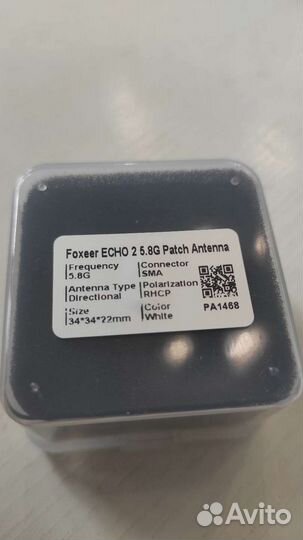 Foxeer ECHO 2 5.8G Patch Antenna
Frequency Connector
5.8G SMA
Antenna Type Polarization
Directional RHCP
Size Color
34*34*22mm White PA1468
Avito